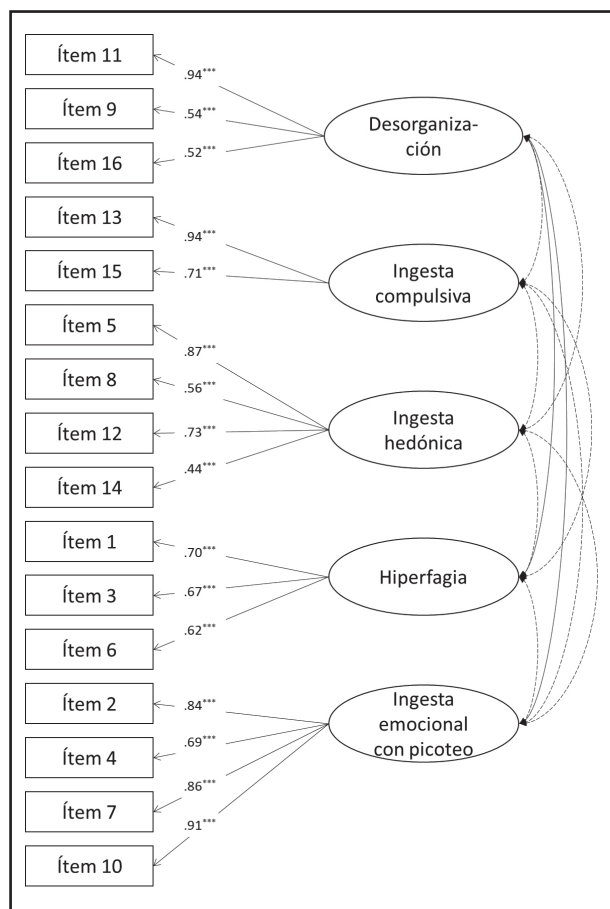 Ítem 11
.94***
Ítem 9
.54***
Desorganiza-
ción
Ítem 16
.52***
Ítem 13
.94***
Ítem 15
.71***
Ingesta
compulsiva
Ítem 5
.87***
Ítem 8
.56***
Ítem 12
.73***
Ingesta
hedónica
Ítem 14
.44***
Ítem 1
.70***
Ítem 3
.67***
Hiperfagia
Ítem 6
.62***
Ítem 2
.84***
Ítem 4
.69***
Ingesta
emocional
con picoteo
Ítem 7
.86***
Ítem 10
.91***